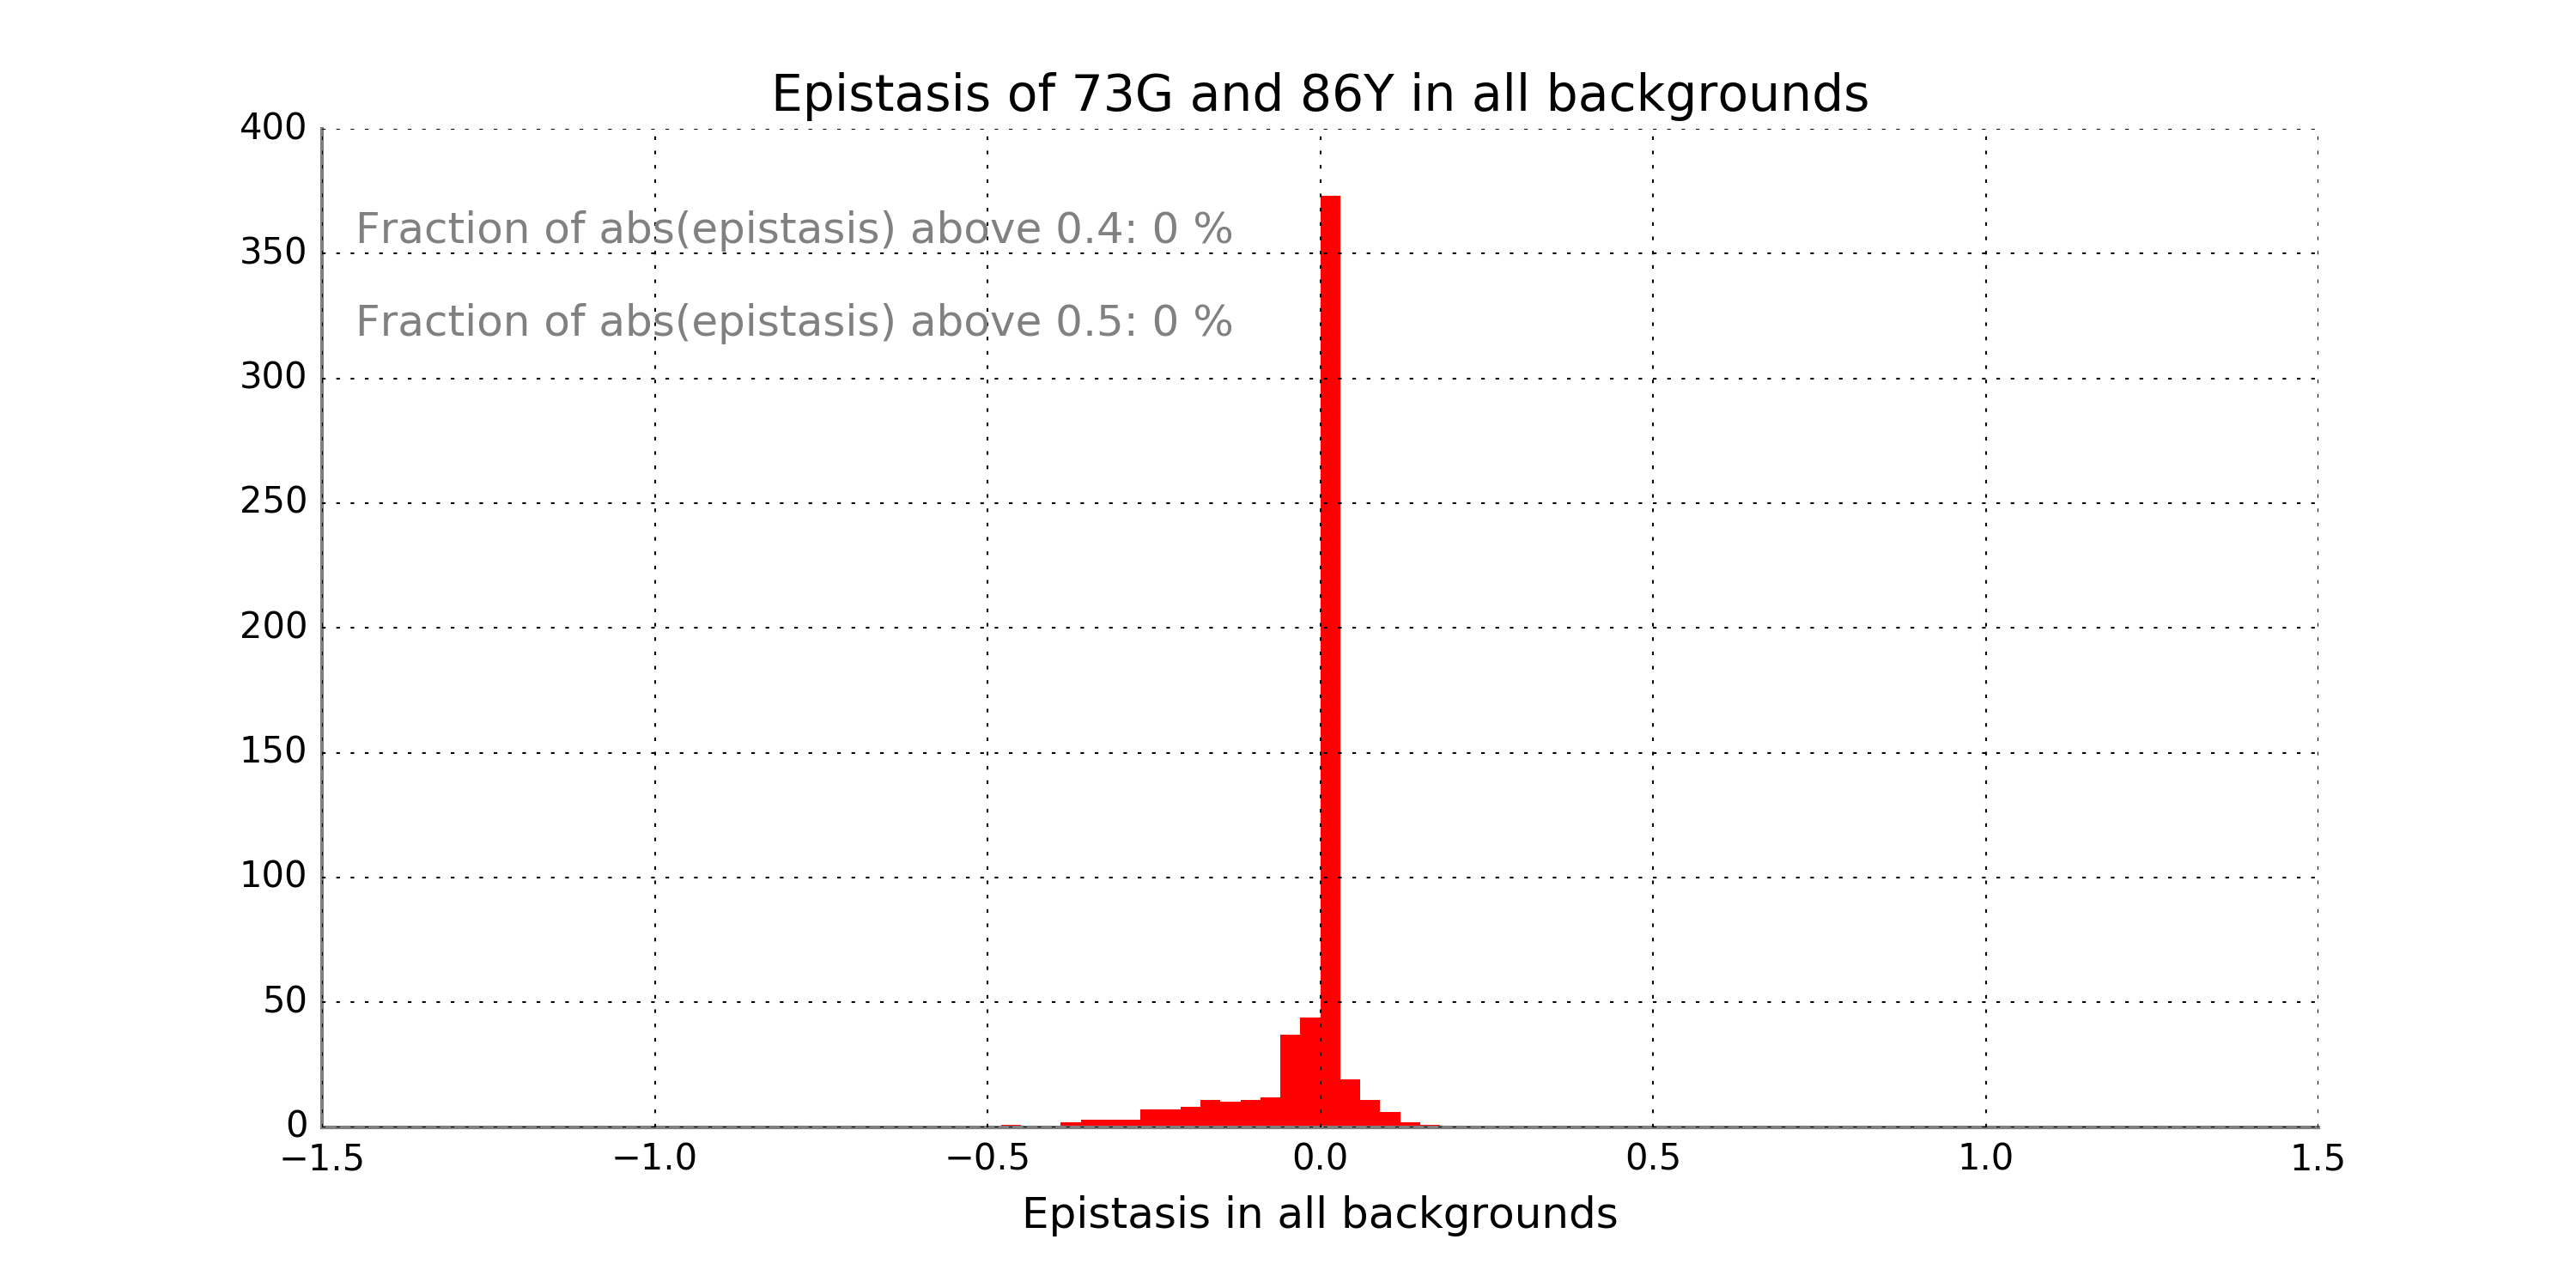 Epistasis of 73G and 86Y in all backgrounds
400
Fraction of abs(epistasis) above 0.4: 0 %
350
Fraction of abs(epistasis) above 0.5: 0 %
300
250
200
150
100
50
0
−1.5 −1.0 −0.5 0.0 0.5 1.0 1.5
Epistasis in all backgrounds